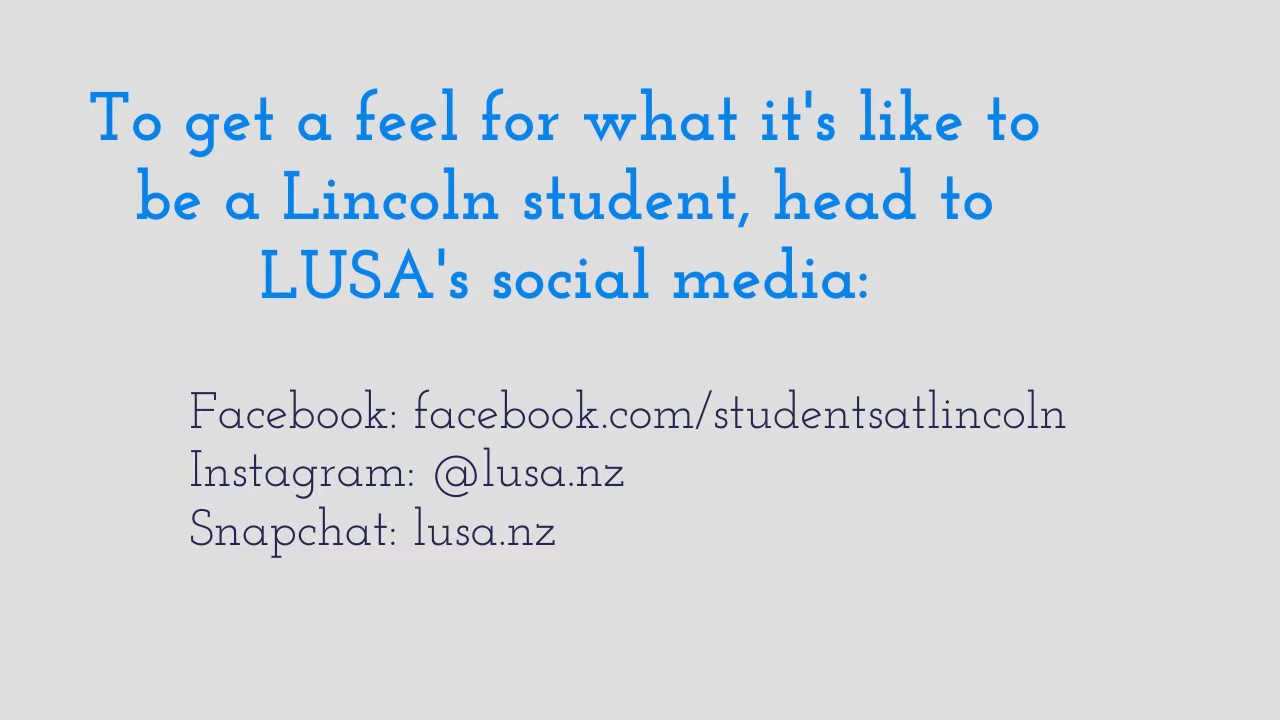 To get a feel for what it's like to
be a Lincoln student, head to
LUSA's social media:
Facebook: facebook.com/studentsatlincoln
Instagram: @lusa.nz
Snapchat: lusa.nz